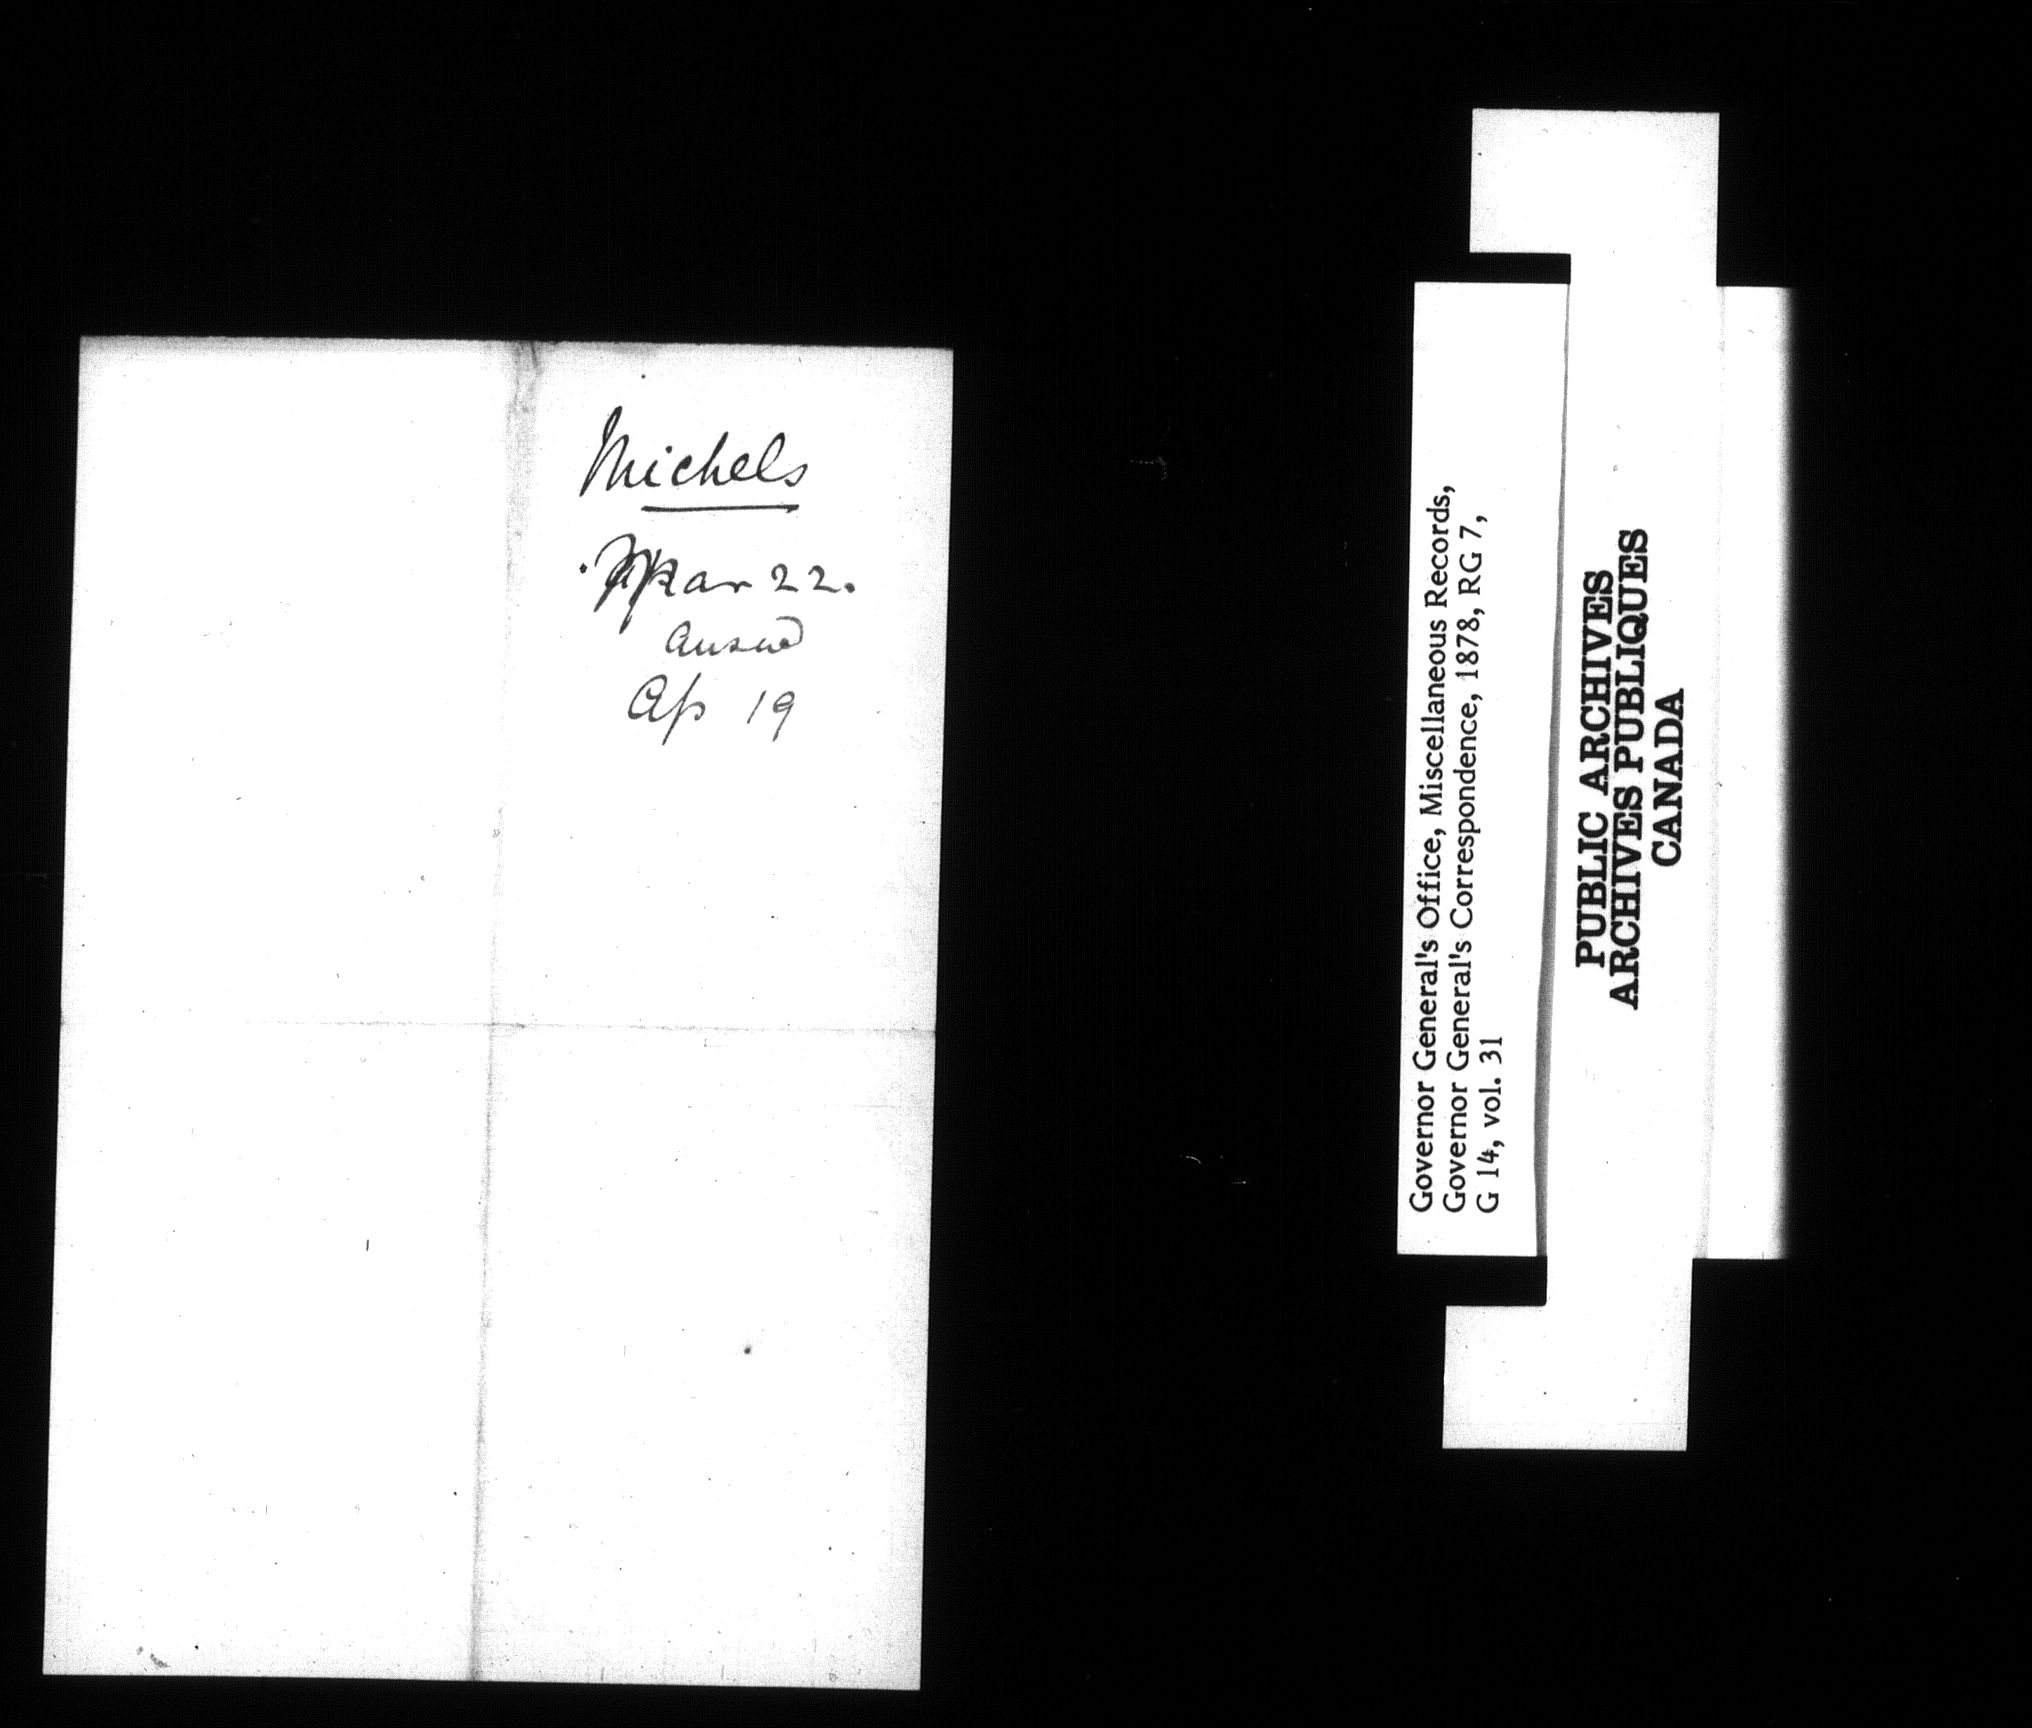 Michels
Mar 22.
Answd
Ap 19
Governor General's Office, Miscellaneous Records,
Governor General's Correspondence, 1878, RG 7,
G 14, vol. 31
PUBLIC ARCHIVES
ARCHIVES PUBLIQUES
CANADA